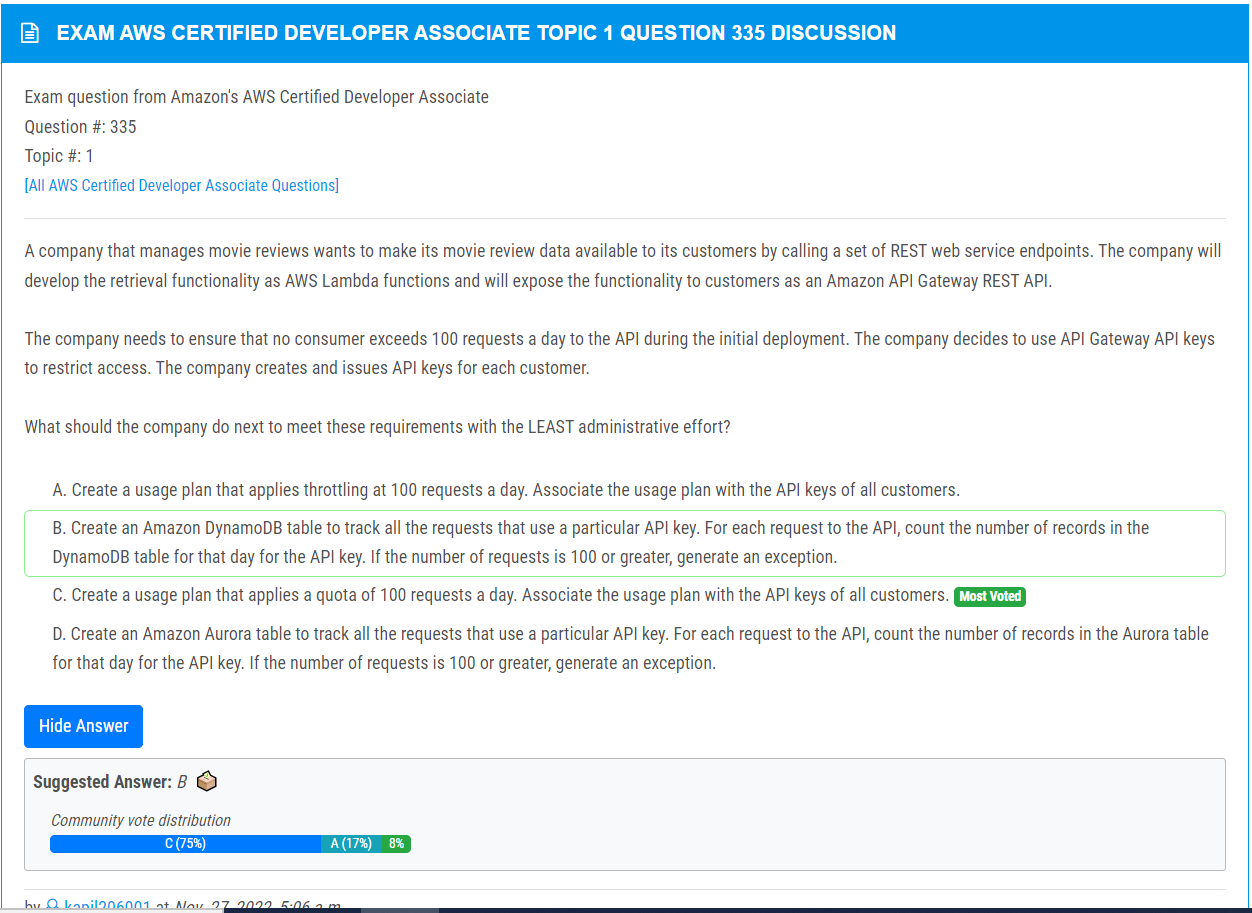 EXAM AWS CERTIFIED DEVELOPER ASSOCIATE TOPIC 1 QUESTION 335 DISCUSSION
Exam question from Amazon's AWS Certified Developer Associate
Question #: 335
Topic #: 1
[All AWS Certified Developer Associate Questions]
A company that manages movie reviews wants to make its movie review data available to its customers by calling a set of REST web service endpoints. The company will
develop the retrieval functionality as AWS Lambda functions and will expose the functionality to customers as an Amazon API Gateway REST API.
The company needs to ensure that no consumer exceeds 100 requests a day to the API during the initial deployment. The company decides to use API Gateway API keys
to restrict access. The company creates and issues API keys for each customer.
What should the company do next to meet these requirements with the LEAST administrative effort?
A. Create a usage plan that applies throttling at 100 requests a day. Associate the usage plan with the API keys of all customers.
B. Create an Amazon DynamoDB table to track all the requests that use a particular API key. For each request to the API, count the number of records in the
DynamoDB table for that day for the API key. If the number of requests is 100 or greater, generate an exception.
C. Create a usage plan that applies a quota of 100 requests a day. Associate the usage plan with the API keys of all customers. Most Voted
D. Create an Amazon Aurora table to track all the requests that use a particular API key. For each request to the API, count the number of records in the Aurora table
for that day for the API key. If the number of requests is 100 or greater, generate an exception.
Hide Answer
Suggested Answer: B
Community vote distribution
C (75%) A (17%) 8%
by kapil206001 at Nov. 27, 2022, 5:06 a.m.